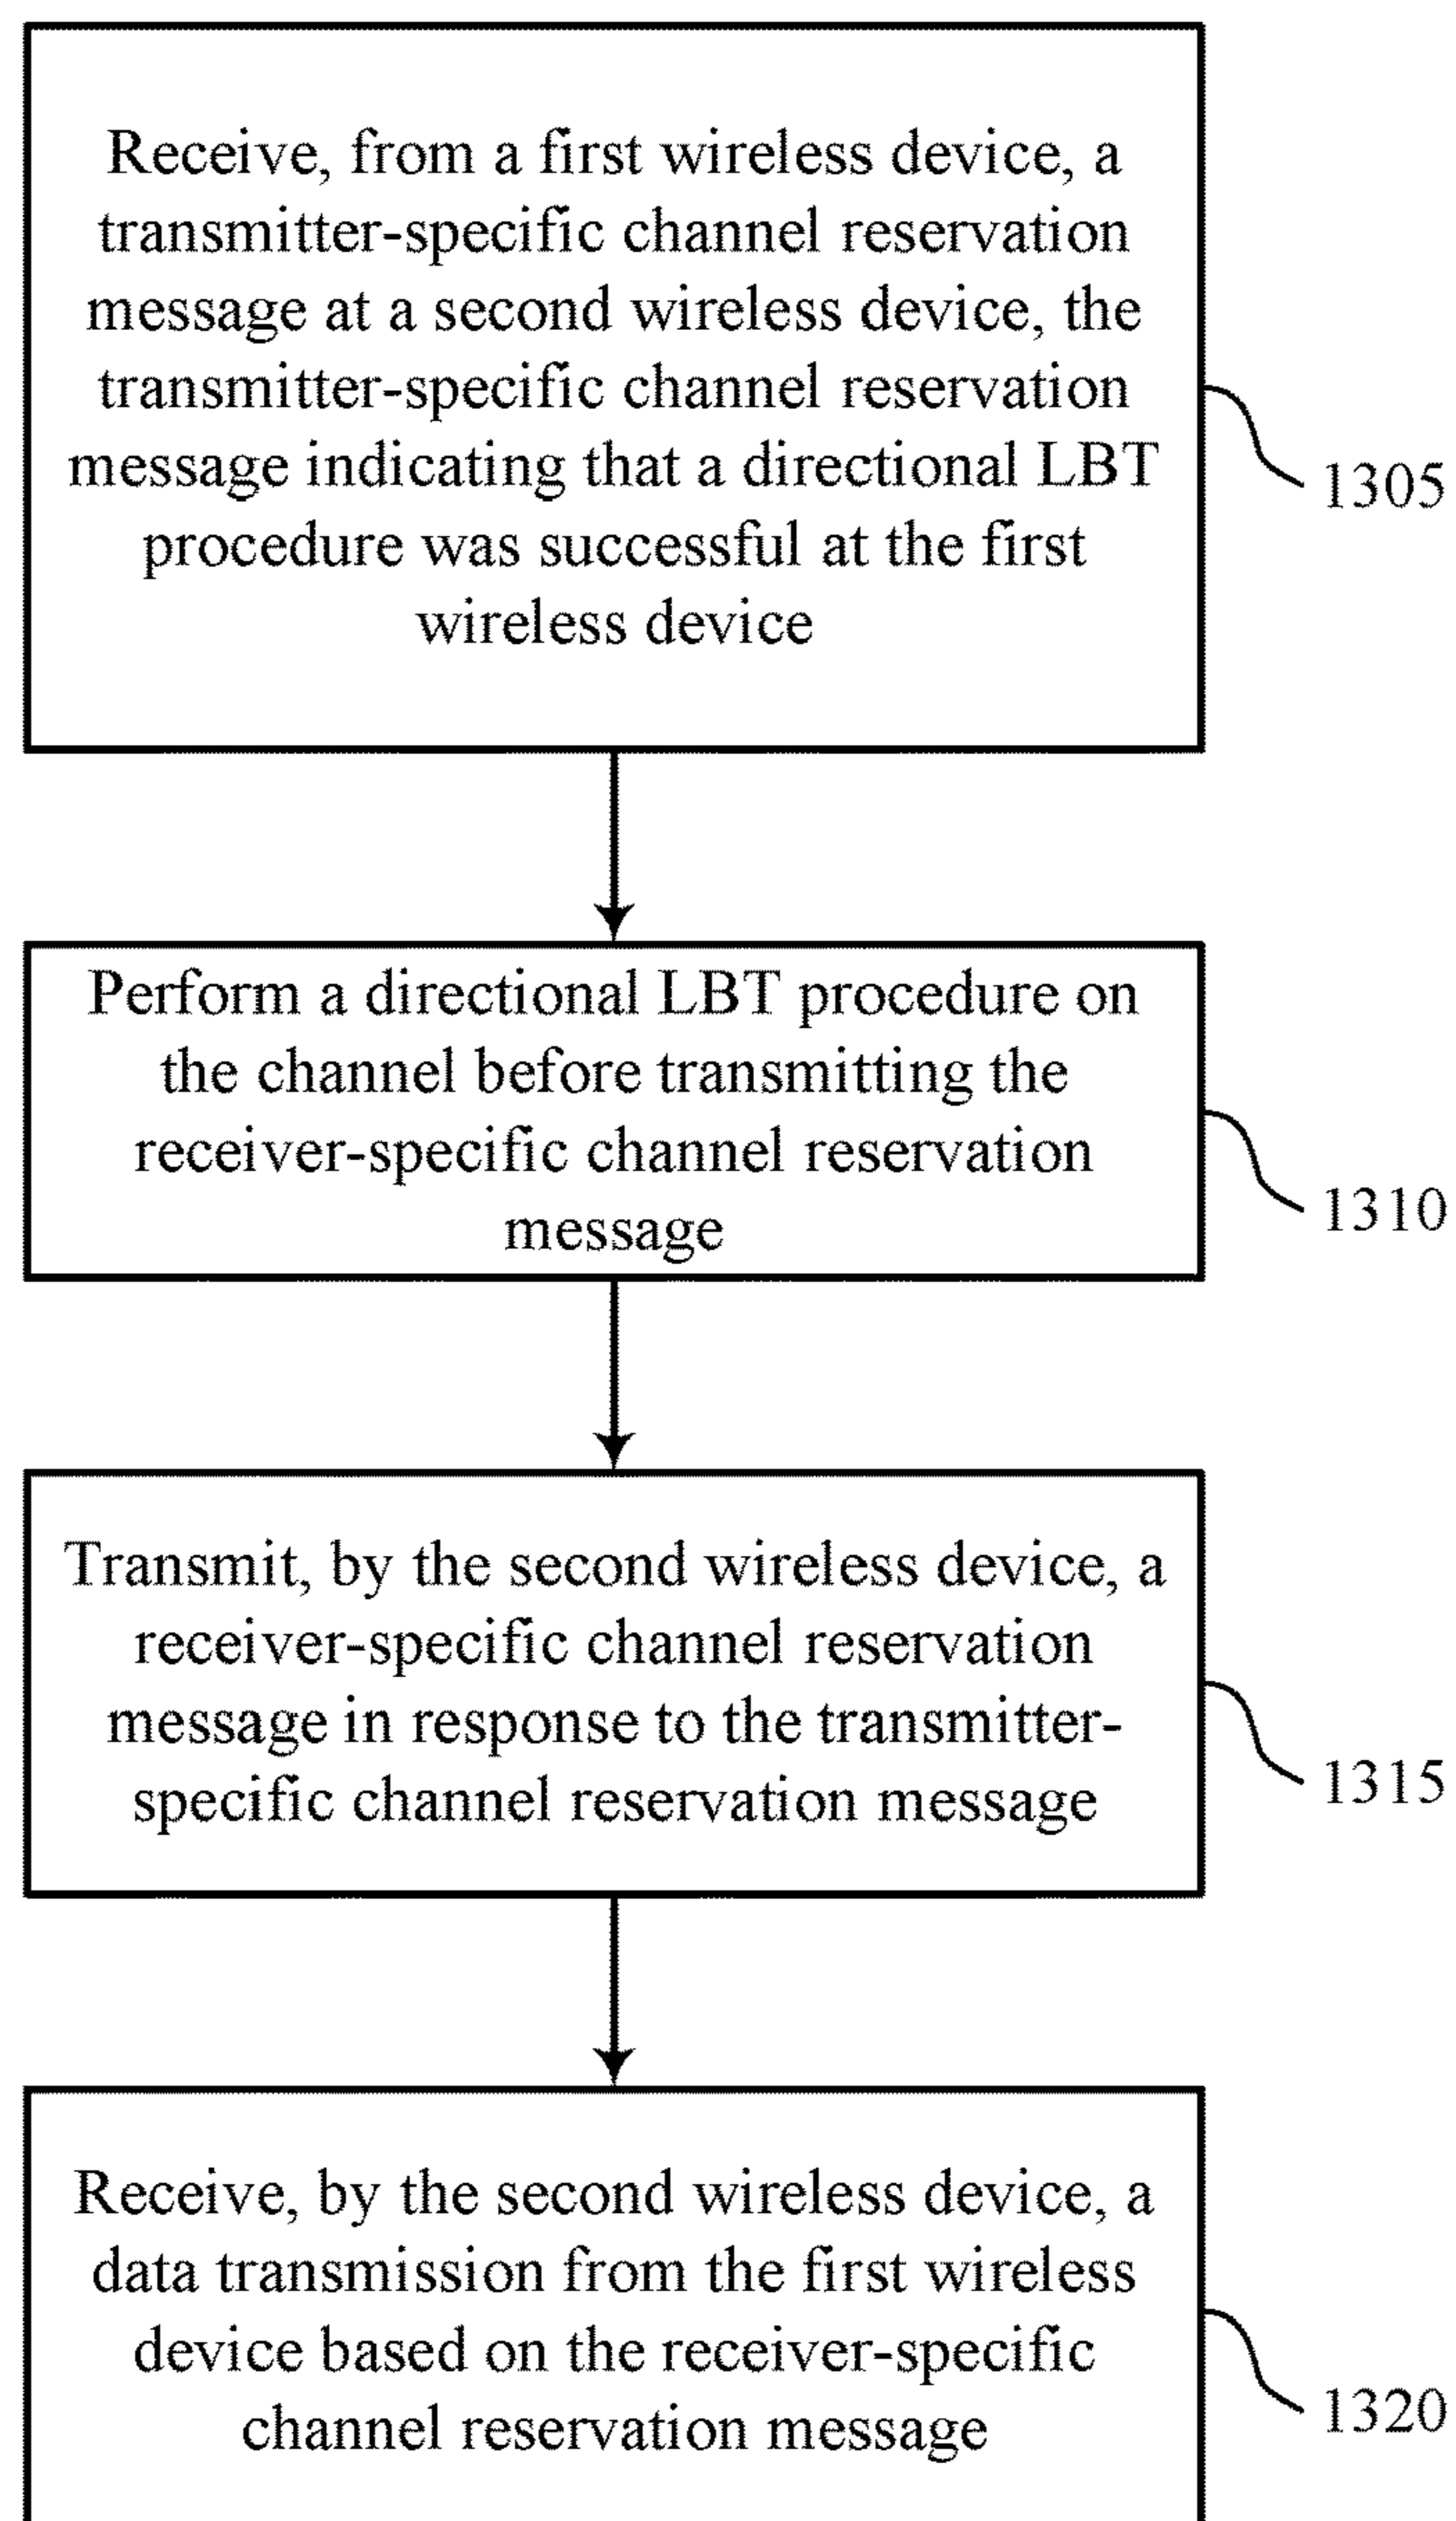 Receive, from a first wireless device, a
transmitter-specific channel reservation
message at a second wireless device, the
transmitter-specific channel reservation
message indicating that a directional LBT
procedure was successful at the first
wireless device
1305
Perform a directional LBT procedure on
the channel before transmitting the
receiver-specific channel reservation
message
1310
Transmit, by the second wireless device, a
receiver-specific channel reservation
message in response to the transmitter-
specific channel reservation message
1315
Receive, by the second wireless device, a
data transmission from the first wireless
device based on the receiver-specific
channel reservation message
1320